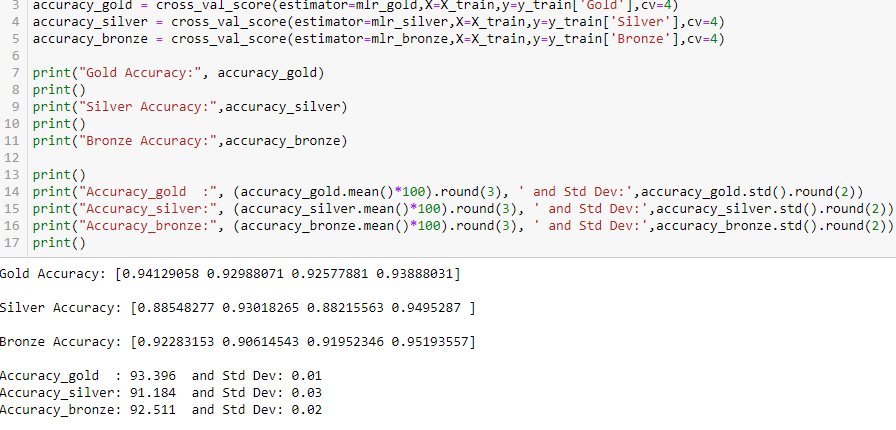 3 accuracy_gold = cross_val_score(estimator=mlr_gold,X=X_train,y=y_train['Gold'],cv=4)
4 accuracy_silver = cross_val_score(estimator=mlr_silver,X=X_train,y=y_train['Silver'],cv=4)
5 accuracy_bronze = cross_val_score(estimator=mlr_bronze,X=X_train,y=y_train['Bronze'],cv=4)
6
7 print("Gold Accuracy:", accuracy_gold)
8 print()
9 print("Silver Accuracy:",accuracy_silver)
10 print()
11 print("Bronze Accuracy:",accuracy_bronze)
12
13 print()
14 print("Accuracy_gold  :", (accuracy_gold.mean()*100).round(3), ' and Std Dev:',accuracy_gold.std().round(2))
15 print("Accuracy_silver:", (accuracy_silver.mean()*100).round(3), ' and Std Dev:',accuracy_silver.std().round(2))
16 print("Accuracy_bronze:", (accuracy_bronze.mean()*100).round(3), ' and Std Dev:',accuracy_bronze.std().round(2))
17 print()
Gold Accuracy: [0.94129058 0.92988071 0.92577881 0.93888031]
Silver Accuracy: [0.88548277 0.93018265 0.88215563 0.9495287 ]
Bronze Accuracy: [0.92283153 0.90614543 0.91952346 0.95193557]
Accuracy_gold  : 93.396  and Std Dev: 0.01
Accuracy_silver: 91.184  and Std Dev: 0.03
Accuracy_bronze: 92.511  and Std Dev: 0.02